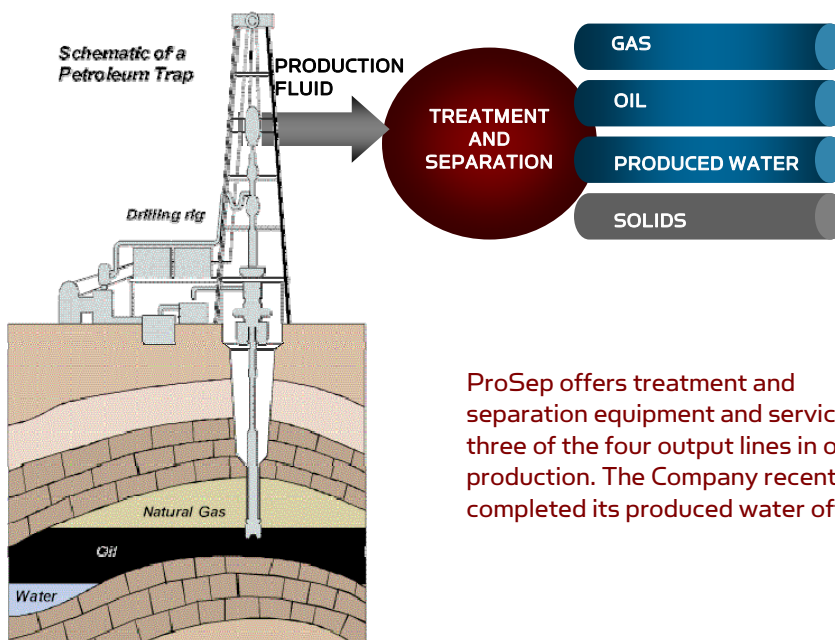 Schematic of a
Petroleum Trap
PRODUCTION
FLUID
TREATMENT
AND
SEPARATION
GAS
OIL
PRODUCED WATER
SOLIDS
Drilling rig
Natural Gas
Oil
Water
ProSep offers treatment and
separation equipment and servic
three of the four output lines in o
production. The Company recent
completed its produced water of